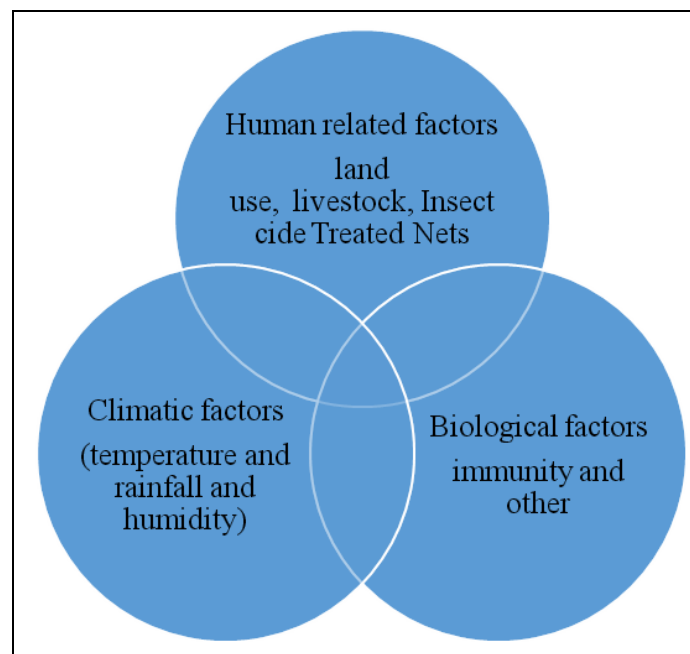 Human related factors
land
use, livestock, Insect
cide Treated Nets
Climatic factors
(temperature and
rainfall and
humidity)
Biological factors
immunity and
other